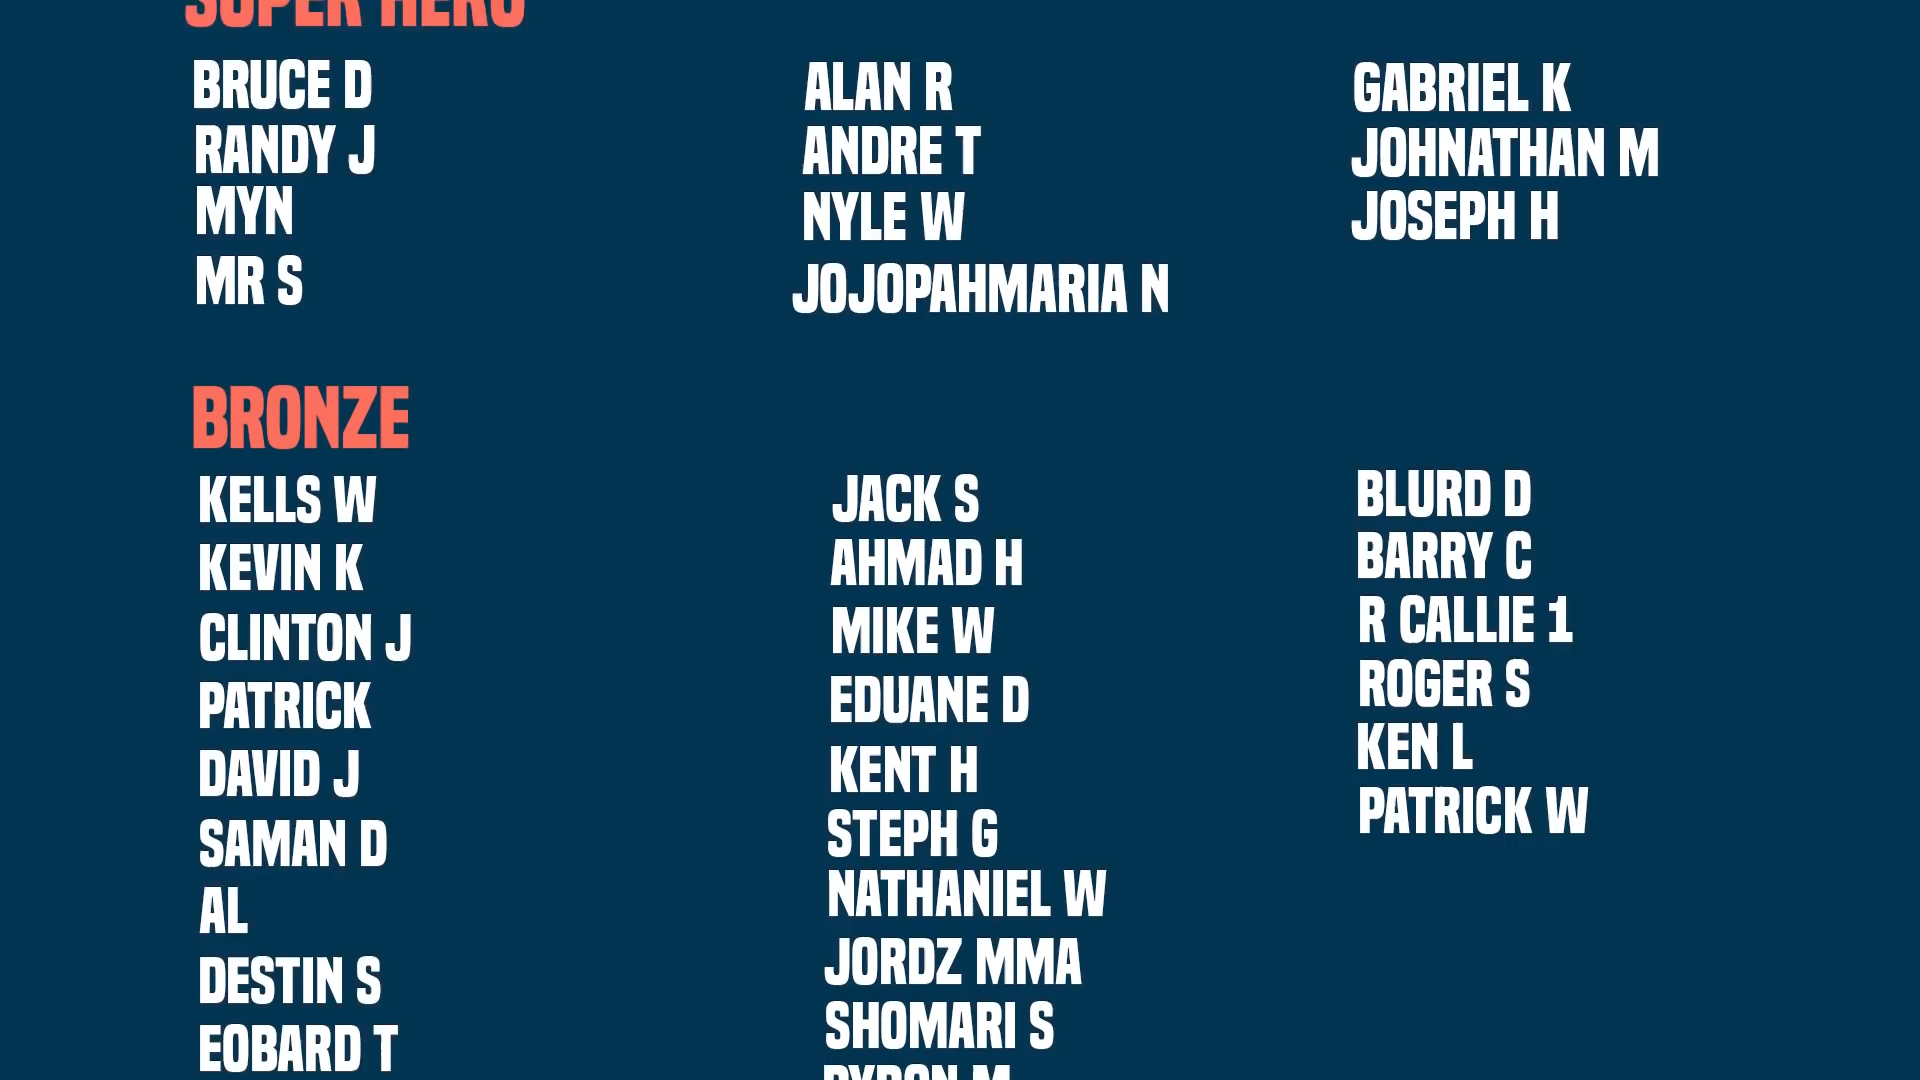 SUPER HERO
BRUCE D
RANDY J
MYN
MR S
ALAN R
ANDRE T
NYLE W
JOJOPAHMARIA N
GABRIEL K
JOHNATHAN M
JOSEPH H
BRONZE
KELLS W
KEVIN K
CLINTON J
PATRICK
DAVID J
SAMAN D
AL
DESTIN S
EOBARD T
JACK S
AHMAD H
MIKE W
EDUANE D
KENT H
STEPH G
NATHANIEL W
JORDZ MMA
SHOMARI S
BLURD D
BARRY C
R CALLIE 1
ROGER S
KEN L
PATRICK W